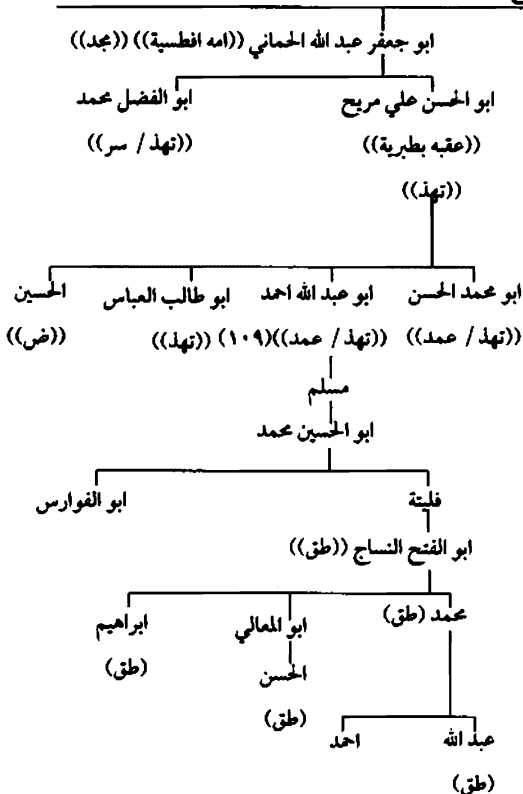 ابو جعفر عبد الله الحماني ((امه افطسية)) ((مجد))
ابو الحسن علي مريح ابو الفضل محمد
((عقبه بطبرية)) ((تهذ / سر))
((تهذ))
ابو محمد الحسن ابو عبد الله احمد ابو طالب العباس الحسين
((تهذ / عمد)) ((تهذ / عمد)) (١٠٩) ((تهذ)) ((ض))
مسلم
ابو الحسين محمد
فليتة ابو الفوارس
ابو الفتح النساج ((طق))
محمد (طق) ابو المعالي ابراهيم
الحسن (طق)
(طق)
عبد الله احمد
(طق)